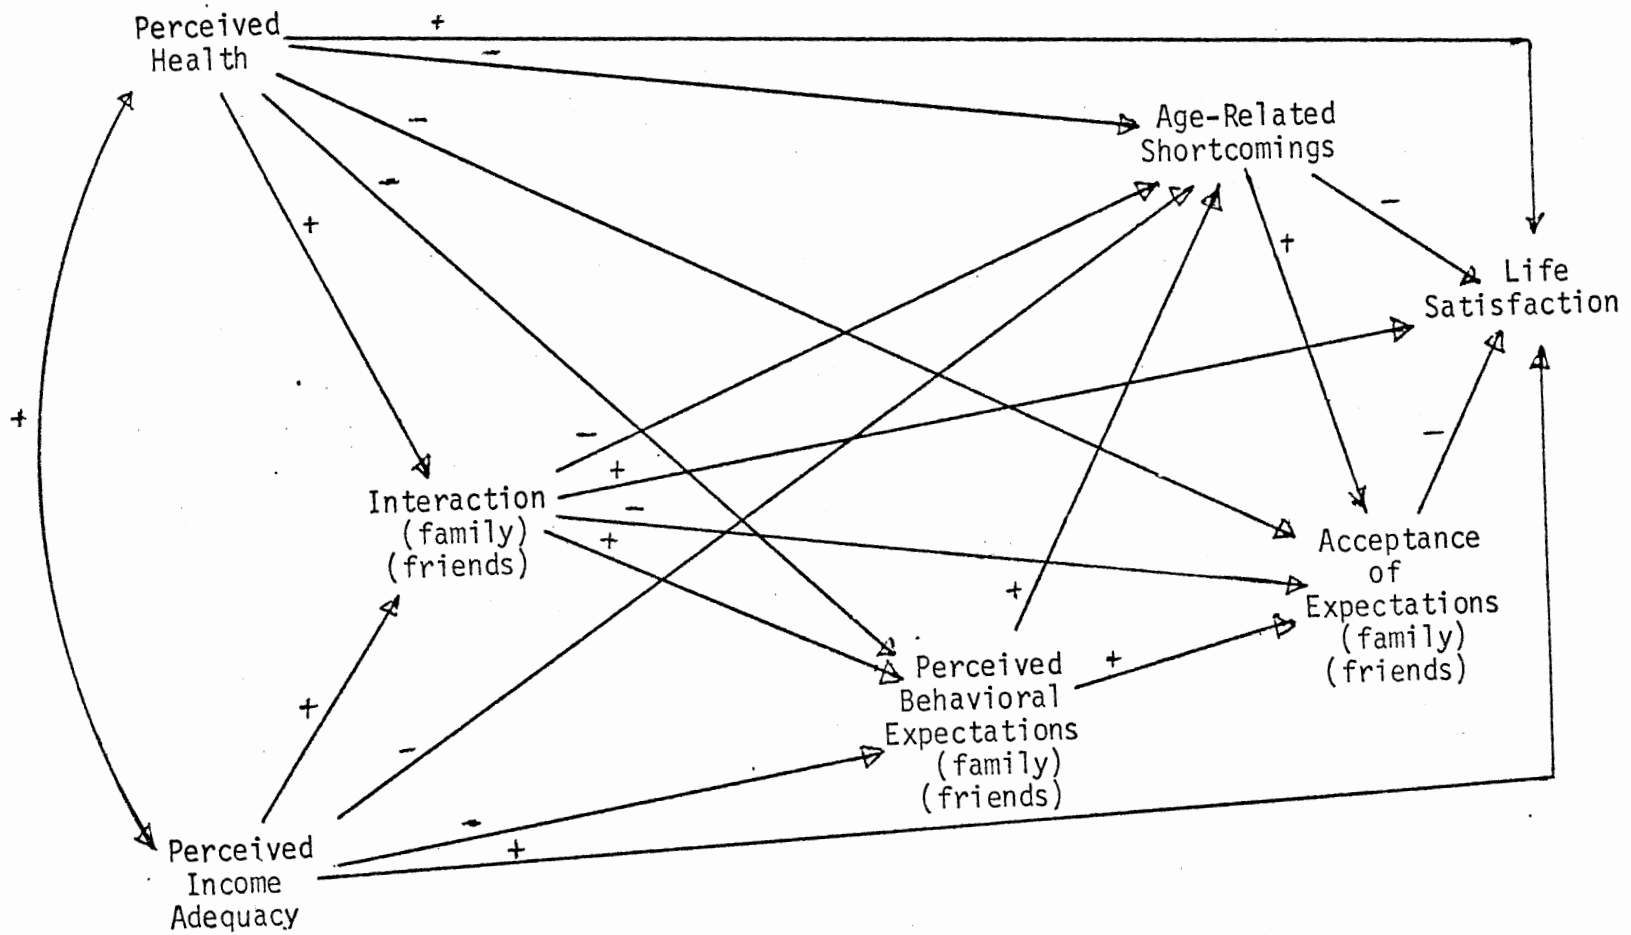 Perceived
Health
+
-
-
-
+
Age-Related
Shortcomings
-
+
Life
Satisfaction
+
-
+
-
+
-
Interaction
(family)
(friends)
Acceptance
of
Expectations
(family)
(friends)
+
+
Perceived
Behavioral
Expectations
(family)
(friends)
+
-
-
+
Perceived
Income
Adequacy